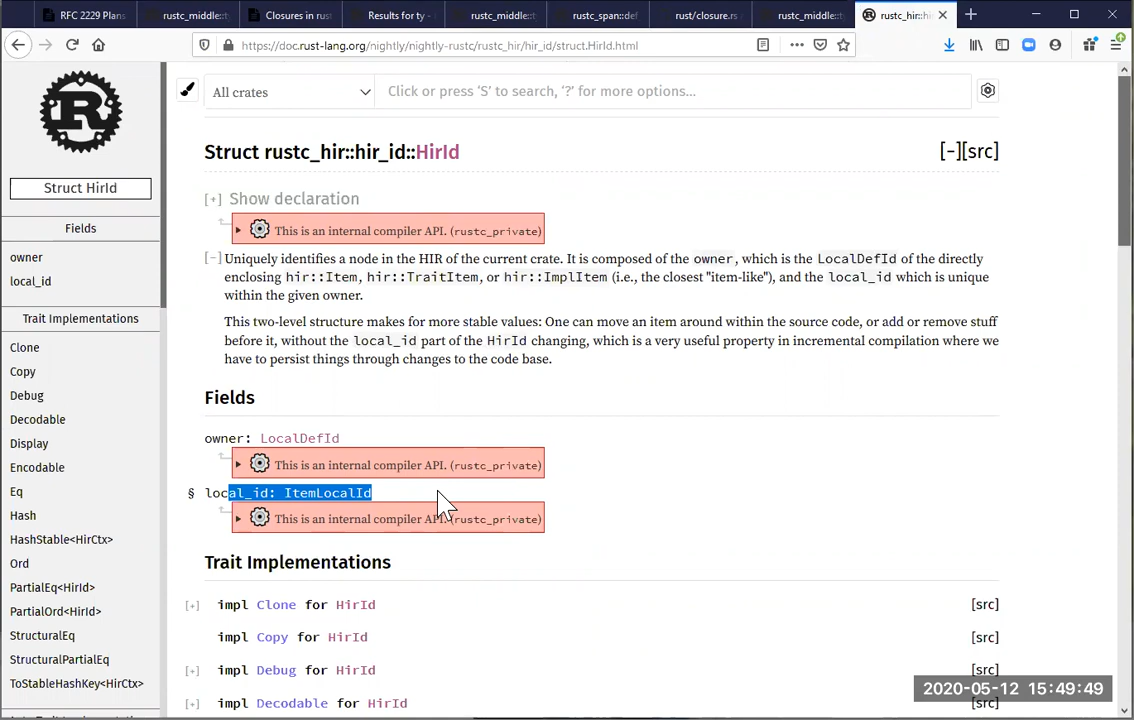 RFC 2229 Plans
rustc_middle::ty
Closures in rust
Results for ty -
rustc_middle::
rustc_span::def
rust/closure.rs
rustc_middle::ty
rustc_hir::hi
https://doc.rust-lang.org/nightly/nightly-rustc/rustc_hir/hir_id/struct.HirId.html
All crates
Click or press 'S' to search, '?' for more options...
Struct HirId
Fields
owner
local_id
Trait Implementations
Clone
Copy
Debug
Decodable
Display
Encodable
Eq
Hash
HashStable<HirCtx>
Ord
PartialEq<HirId>
PartialOrd<HirId>
StructuralEq
StructuralPartialEq
ToStableHashKey<HirCtx>
Struct rustc_hir::hir_id::HirId
[-][src]
[+] Show declaration
This is an internal compiler API. (rustc_private)
[-] Uniquely identifies a node in the HIR of the current crate. It is composed of the owner, which is the LocalDefId of the directly
enclosing hir::Item, hir::TraitItem, or hir::ImplItem (i.e., the closest "item-like"), and the local_id which is unique
within the given owner.
This two-level structure makes for more stable values: One can move an item around within the source code, or add or remove stuff
before it, without the local_id part of the HirId changing, which is a very useful property in incremental compilation where we
have to persist things through changes to the code base.
Fields
owner: LocalDefId
This is an internal compiler API. (rustc_private)
§ local_id: ItemLocalId
This is an internal compiler API. (rustc_private)
Trait Implementations
[+] impl Clone for HirId [src]
impl Copy for HirId [src]
[+] impl Debug for HirId [src]
[+] impl Decodable for HirId [src]
2020-05-12 15:49:49